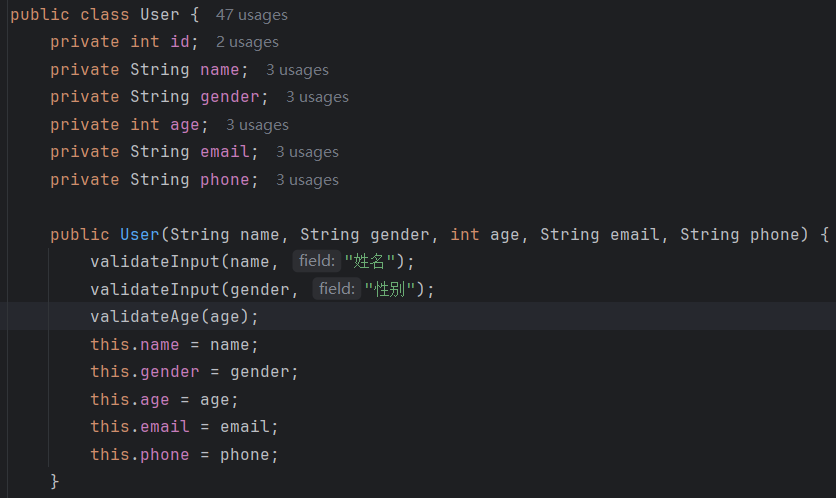 public class User {  47 usages
    private int id;  2 usages
    private String name;  3 usages
    private String gender;  3 usages
    private int age;  3 usages
    private String email;  3 usages
    private String phone;  3 usages
    public User(String name, String gender, int age, String email, String phone) {
        validateInput(name, field: "姓名");
        validateInput(gender, field: "性别");
        validateAge(age);
        this.name = name;
        this.gender = gender;
        this.age = age;
        this.email = email;
        this.phone = phone;
    }